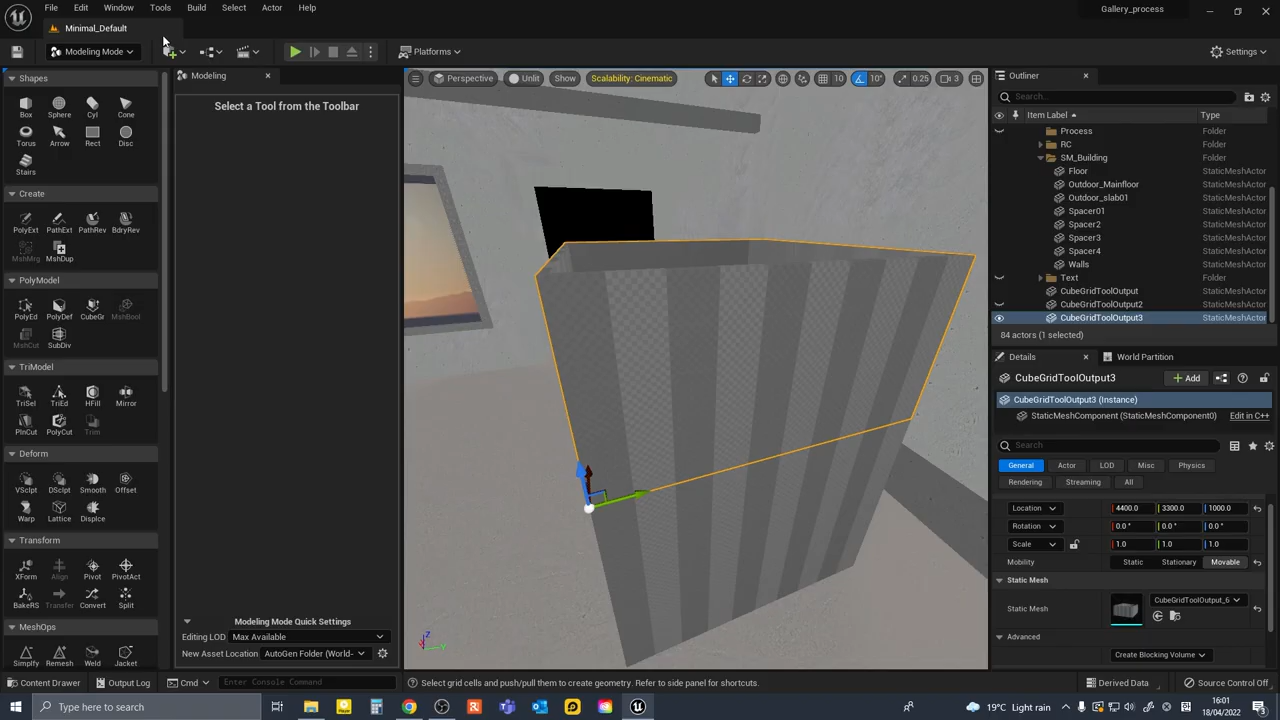 File Edit Window Tools Build Select Actor Help
Gallery_process
Minimal_Default
Modeling Mode
Platforms
Settings
Shapes
Box Sphere Cyl Cone
Torus Arrow Rect Disc
Stairs
Create
PolyExt PathExt PathRev BdryRev
MshMrg MshDup
PolyModel
PolyEd PolyDef CubeGr MshBool
MshCut SubDiv
TriModel
TriSel TriEd HFill Mirror
PlnCut PolyCut Trim
Deform
VSclpt DSclpt Smooth Offset
Warp Lattice Displce
Transform
XForm Align Pivot PivotAct
BakeRS Transfer Convert Split
MeshOps
Simplfy Remesh Weld Jacket
Modeling
Select a Tool from the Toolbar
Modeling Mode Quick Settings
Editing LOD Max Available
New Asset Location AutoGen Folder (World-
Perspective Unlit Show Scalability: Cinematic
10 10° 0.25 3
Z
Y
Outliner
Search...
Item Label Type
Process Folder
RC Folder
SM_Building Folder
Floor StaticMeshActor
Outdoor_Mainfloor StaticMeshActor
Outdoor_slab01 StaticMeshActor
Spacer01 StaticMeshActor
Spacer2 StaticMeshActor
Spacer3 StaticMeshActor
Spacer4 StaticMeshActor
Walls StaticMeshActor
Text Folder
CubeGridToolOutput StaticMeshActor
CubeGridToolOutput2 StaticMeshActor
CubeGridToolOutput3 StaticMeshActor
84 actors (1 selected)
Details World Partition
CubeGridToolOutput3 Add
CubeGridToolOutput3 (Instance)
StaticMeshComponent (StaticMeshComponent0) Edit in C++
Search
General Actor LOD Misc Physics
Rendering Streaming All
Location 4400.0 3300.0 1000.0
Rotation 0.0 ° 0.0 ° 0.0 °
Scale 1.0 1.0 1.0
Mobility Static Stationary Movable
Static Mesh
Static Mesh CubeGridToolOutput_6
Advanced
Create Blocking Volume
Content Drawer Output Log Cmd Enter Console Command
Select grid cells and push/pull them to create geometry. Refer to side panel for shortcuts.
Derived Data Source Control Off
Type here to search
19°C Light rain
16:01
18/04/2022